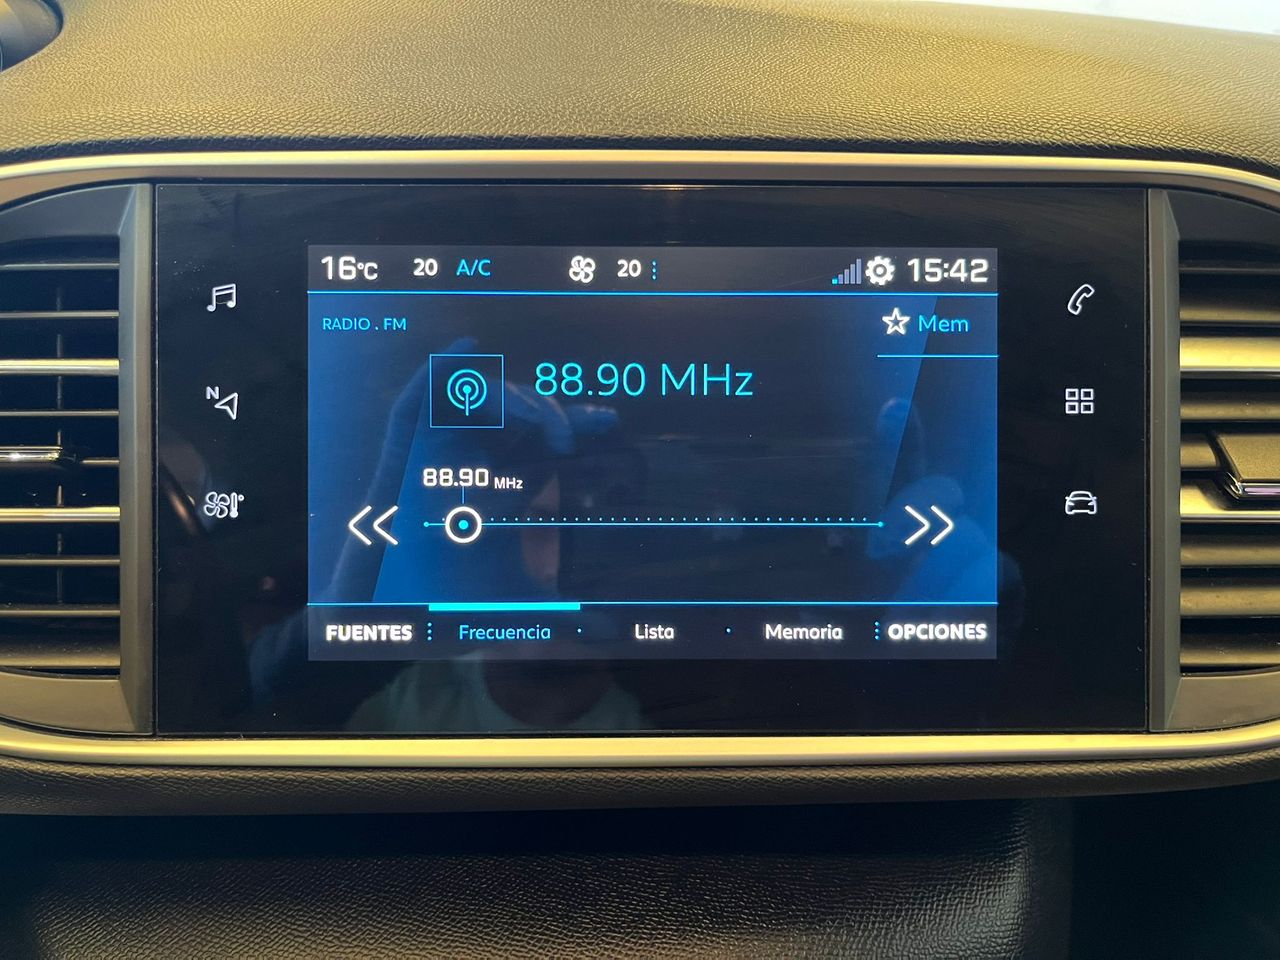 16°C 20 A/C 20 15:42
RADIO . FM
Mem
88.90 MHz
88.90 MHz
N
FUENTES Frecuencia Lista Memoria OPCIONES